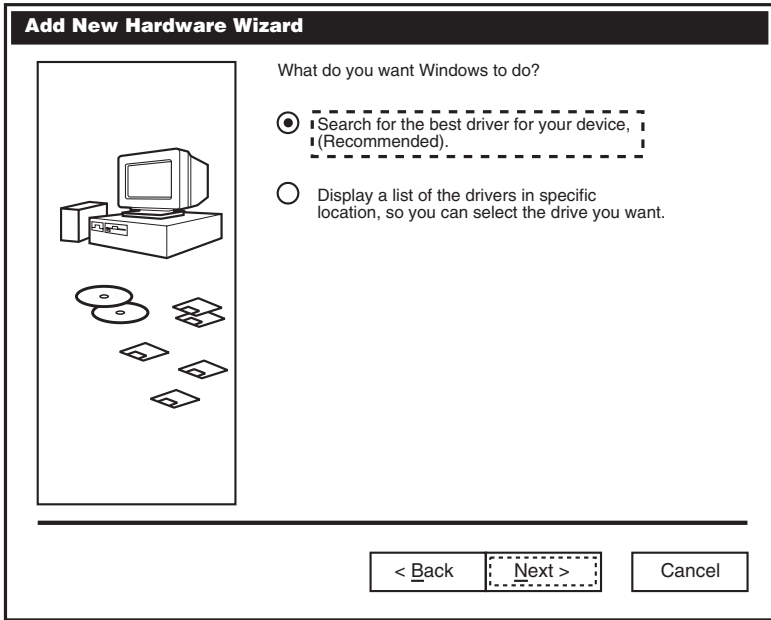 Add New Hardware Wizard
What do you want Windows to do?
Search for the best driver for your device,
(Recommended).
Display a list of the drivers in specific
location, so you can select the drive you want.
< Back
Next >
Cancel